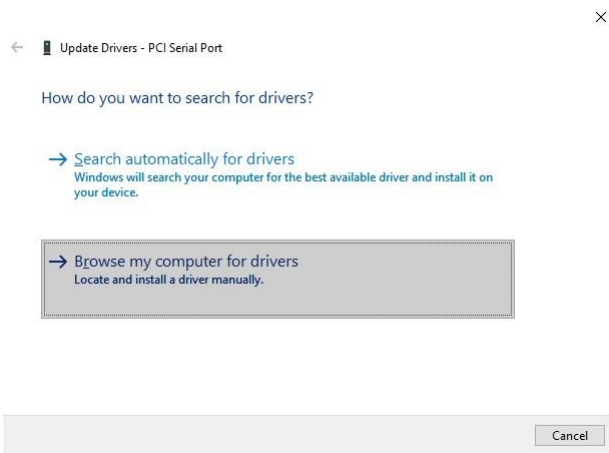 Update Drivers - PCI Serial Port
How do you want to search for drivers?
Search automatically for drivers
Windows will search your computer for the best available driver and install it on
your device.
Browse my computer for drivers
Locate and install a driver manually.
Cancel